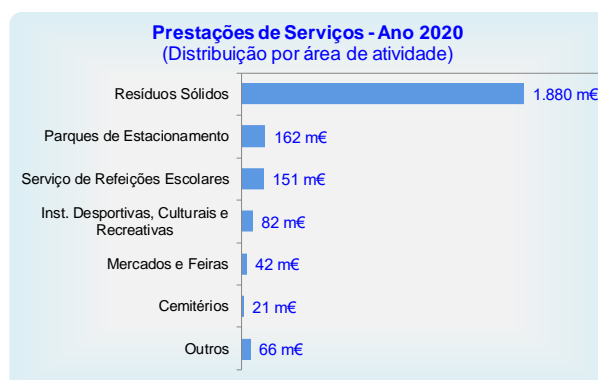 Prestações de Serviços - Ano 2020
(Distribuição por área de atividade)
Resíduos Sólidos 1.880 m€
Parques de Estacionamento 162 m€
Serviço de Refeições Escolares 151 m€
Inst. Desportivas, Culturais e
Recreativas 82 m€
Mercados e Feiras 42 m€
Cemitérios 21 m€
Outros 66 m€